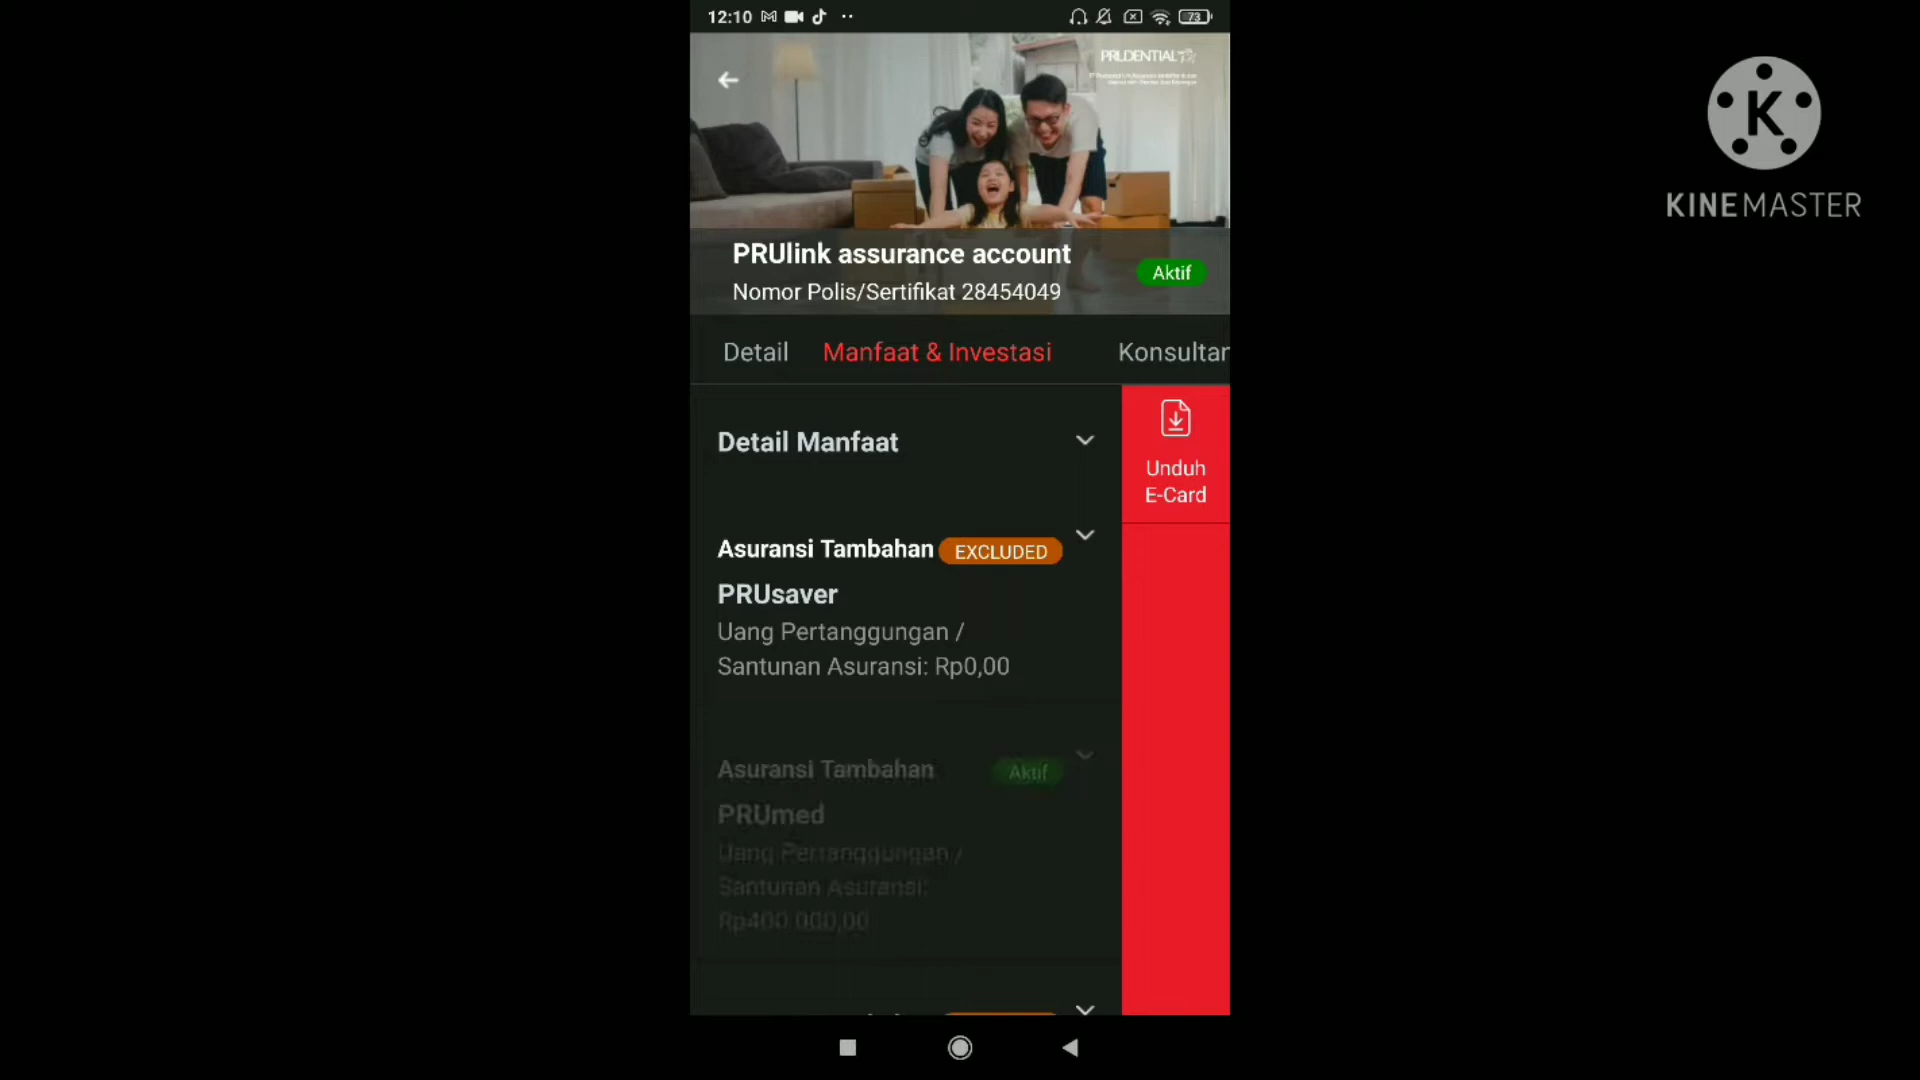 12:10
73
PRUDENTIAL
K
KINEMASTER
PRUlink assurance account
Aktif
Nomor Polis/Sertifikat 28454049
Detail
Manfaat & Investasi
Konsultan
Detail Manfaat
Unduh
E-Card
Asuransi Tambahan EXCLUDED
PRUsaver
Uang Pertanggungan /
Santunan Asuransi: Rp0,00
Asuransi Tambahan Aktif
PRUmed
Uang Pertanggungan /
Santunan Asuransi:
Rp400.000,00